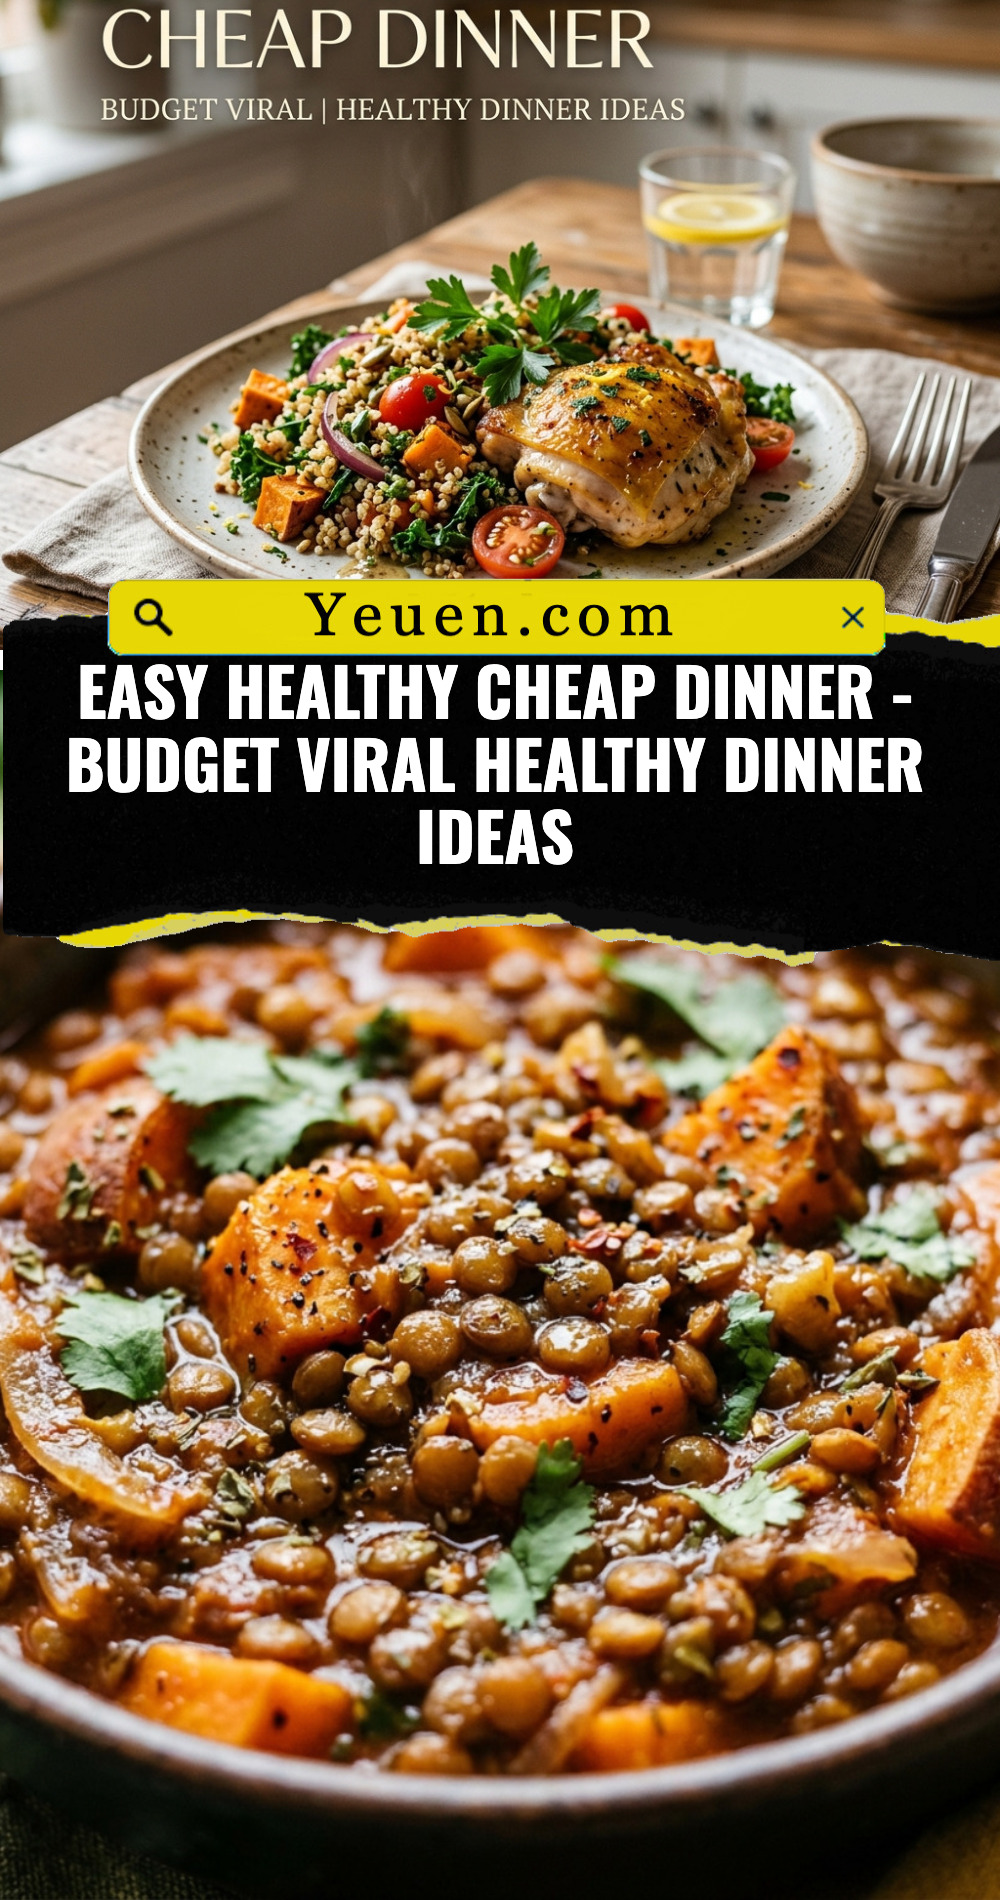 CHEAP DINNER
BUDGET VIRAL | HEALTHY DINNER IDEAS
Yeuen.com
EASY HEALTHY CHEAP DINNER -
BUDGET VIRAL HEALTHY DINNER
IDEAS